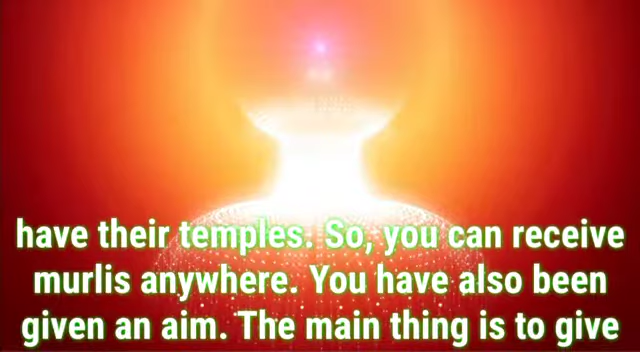 have their temples. So, you can receive
murlis anywhere. You have also been
given an aim. The main thing is to give